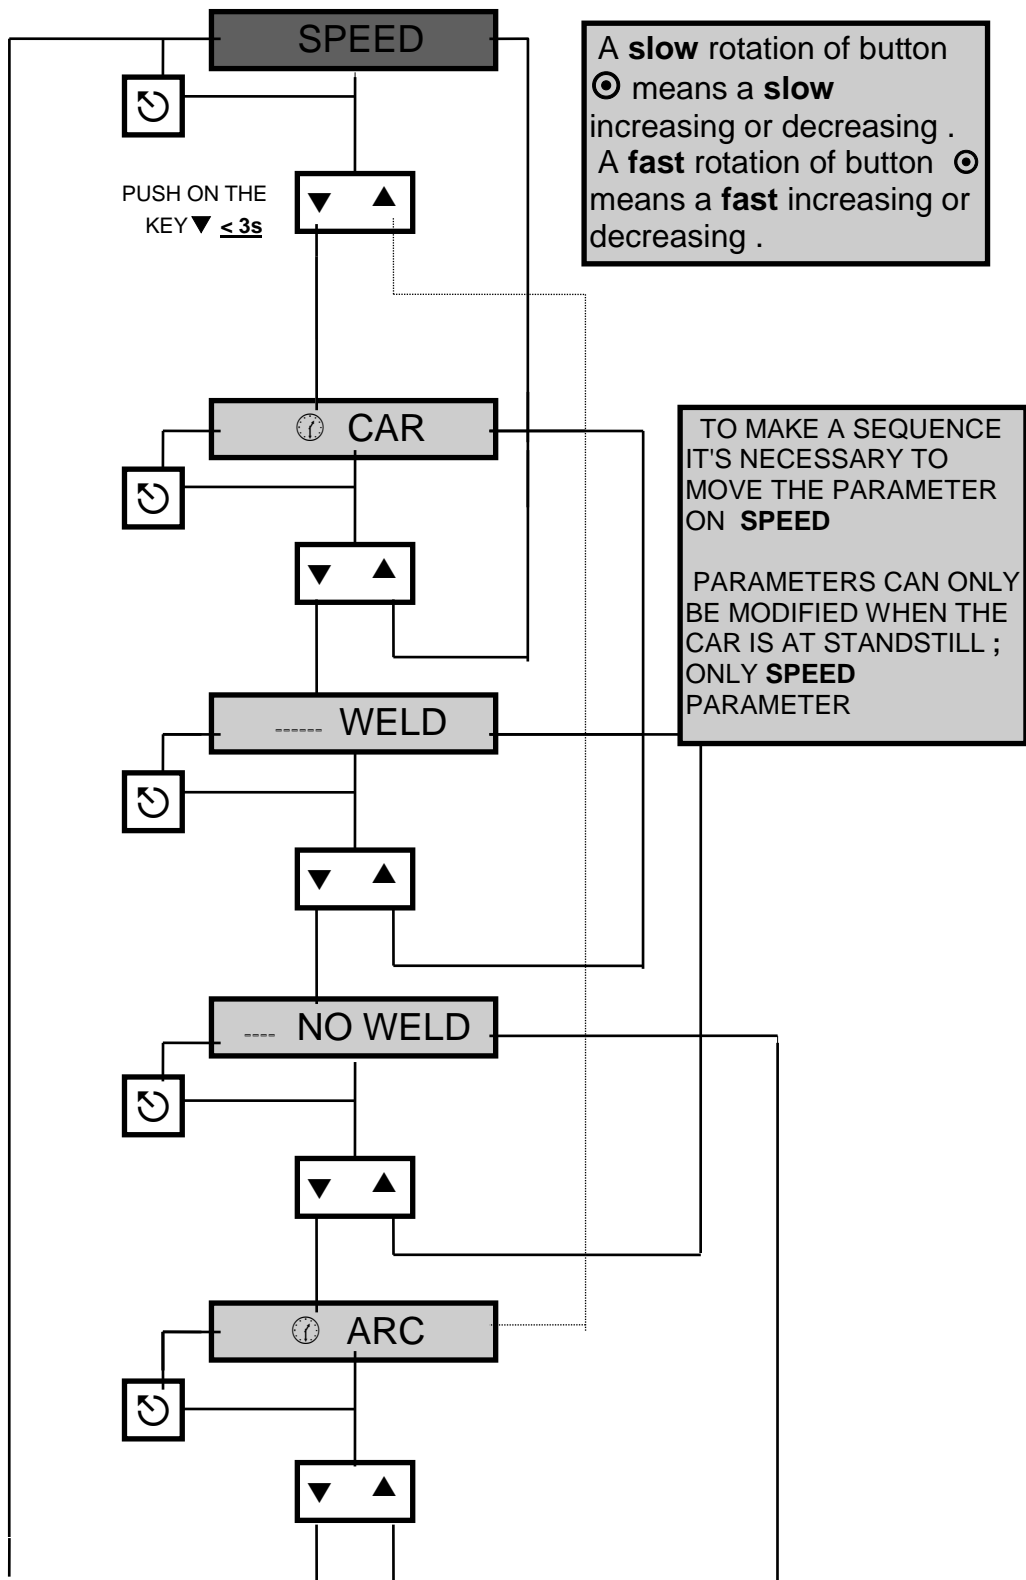 SPEED
A slow rotation of button
⊙ means a slow
increasing or decreasing .
A fast rotation of button ⊙
means a fast increasing or
decreasing .
PUSH ON THE
KEY ▼ < 3s
▼ ▲
CAR
TO MAKE A SEQUENCE
IT'S NECESSARY TO
MOVE THE PARAMETER
ON SPEED
PARAMETERS CAN ONLY
BE MODIFIED WHEN THE
CAR IS AT STANDSTILL ;
ONLY SPEED
PARAMETER
▼ ▲
------ WELD
▼ ▲
---- NO WELD
▼ ▲
ARC
▼ ▲